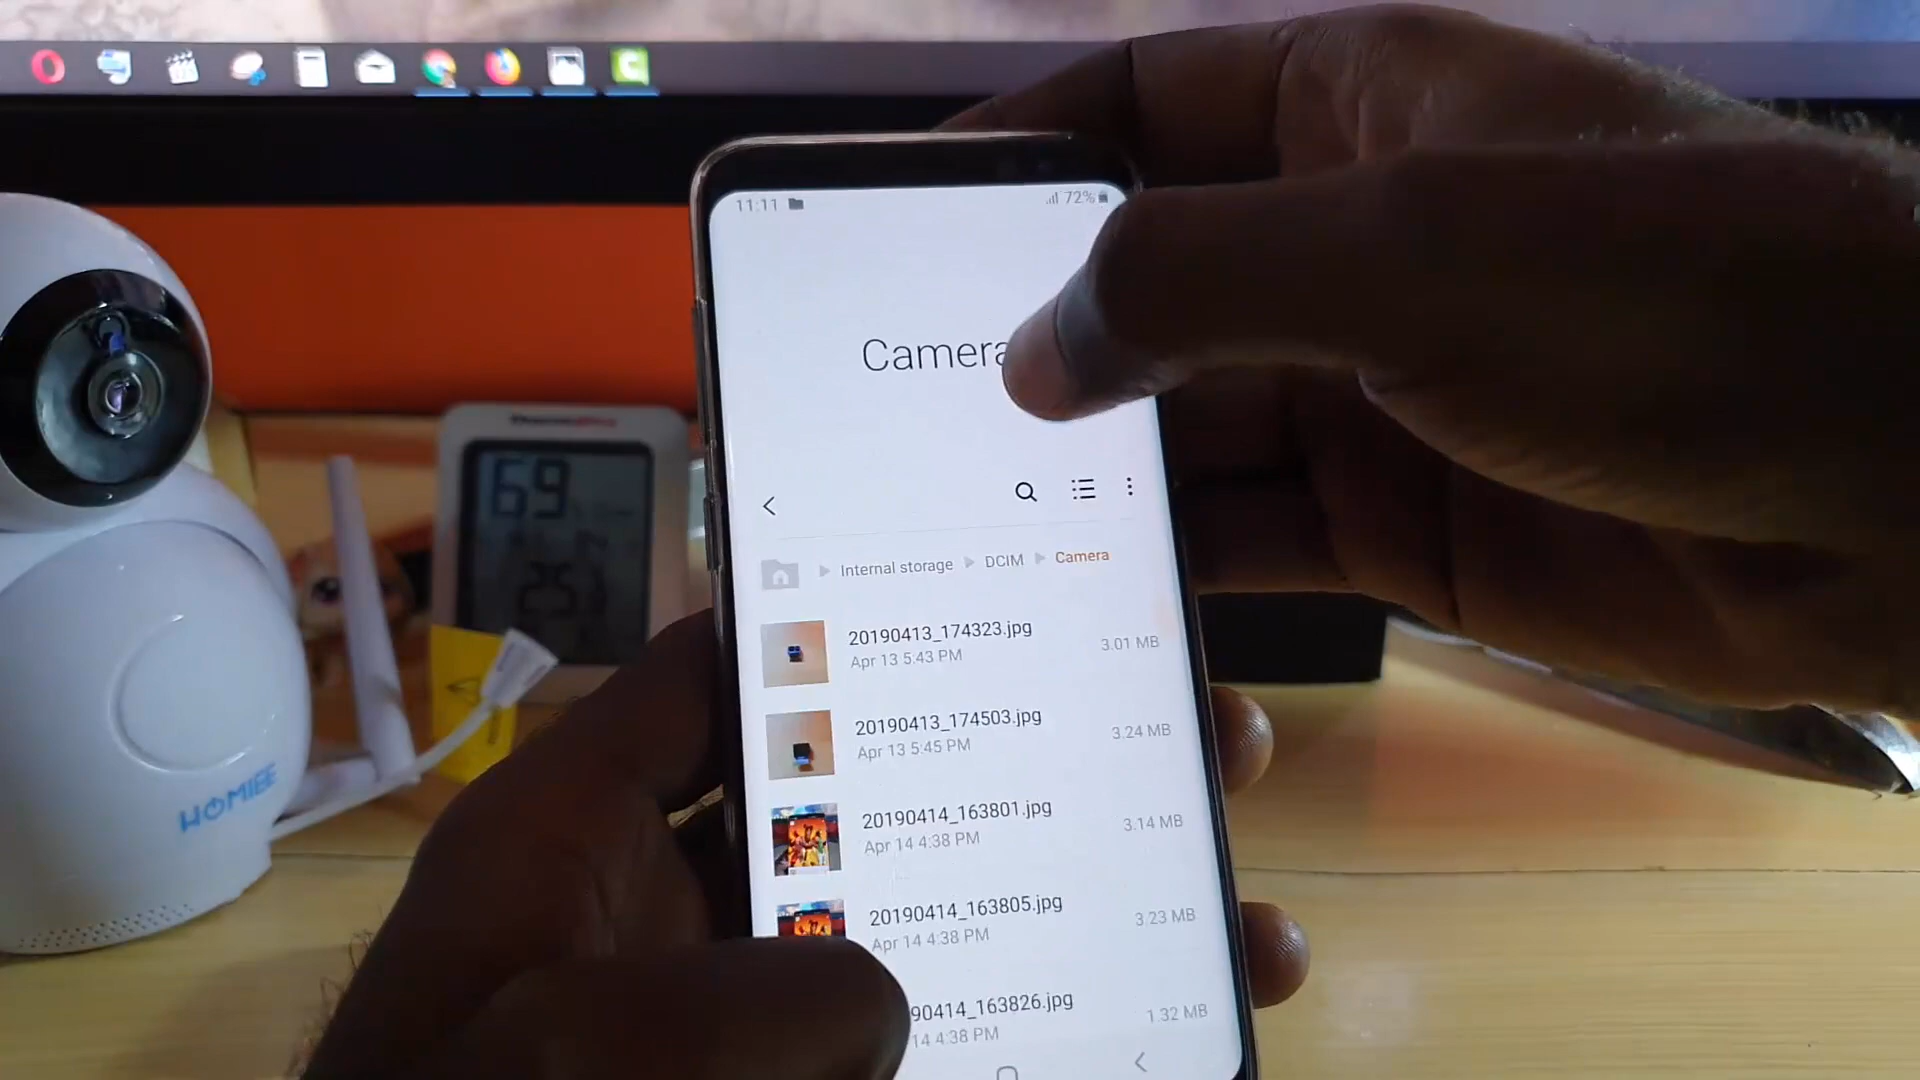 11:11
72%
Camera
Internal storage
DCIM
Camera
20190413_174323.jpg
Apr 13 5:43 PM
3.01 MB
20190413_174503.jpg
Apr 13 5:45 PM
3.24 MB
20190414_163801.jpg
Apr 14 4:38 PM
3.14 MB
20190414_163805.jpg
Apr 14 4:38 PM
3.23 MB
90414_163826.jpg
14 4:38 PM
1.32 MB
HOMIEE
ThermoPro
69